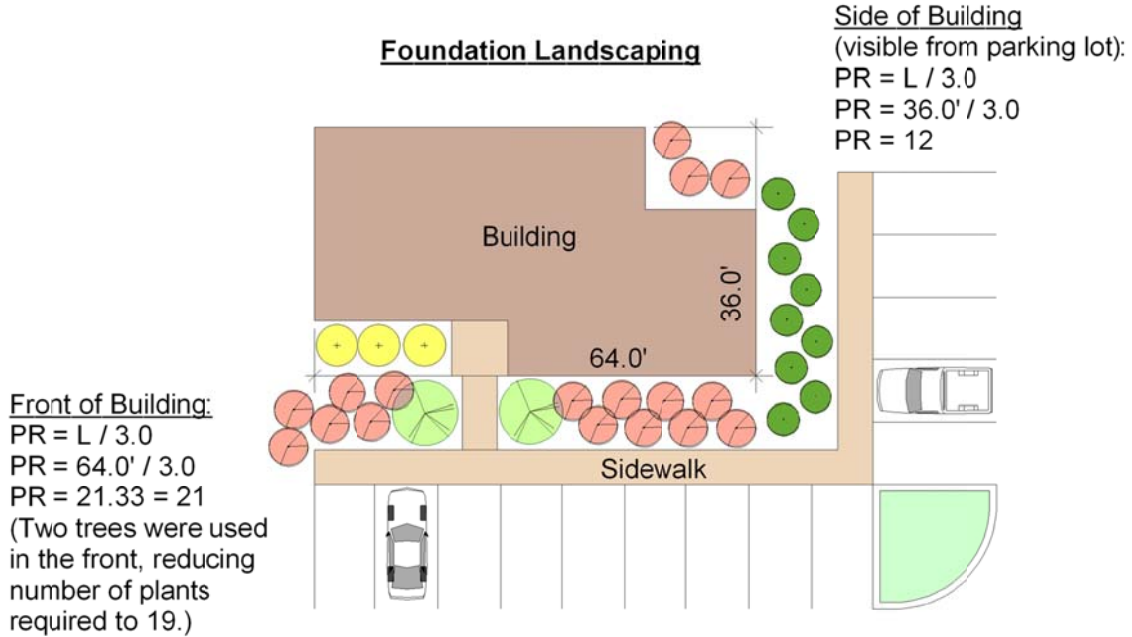 Foundation Landscaping
Side of Building
(visible from parking lot):
PR = L / 3.0
PR = 36.0' / 3.0
PR = 12
Building
36.0'
64.0'
Front of Building:
PR = L / 3.0
PR = 64.0' / 3.0
PR = 21.33 = 21
(Two trees were used
in the front, reducing
number of plants
required to 19.)
Sidewalk